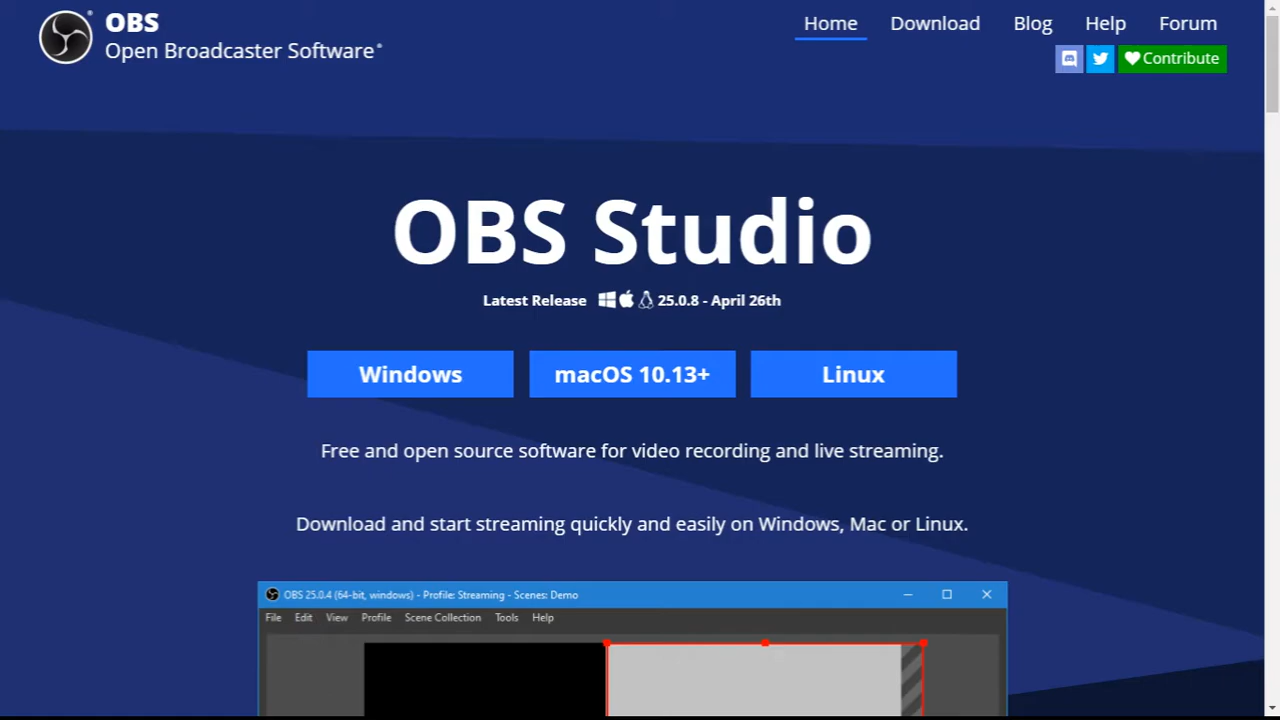 OBS
Open Broadcaster Software®
Home Download Blog Help Forum
Contribute
OBS Studio
Latest Release 25.0.8 - April 26th
Windows macOS 10.13+ Linux
Free and open source software for video recording and live streaming.
Download and start streaming quickly and easily on Windows, Mac or Linux.
OBS 25.0.4 (64-bit, windows) - Profile: Streaming - Scenes: Demo
File Edit View Profile Scene Collection Tools Help